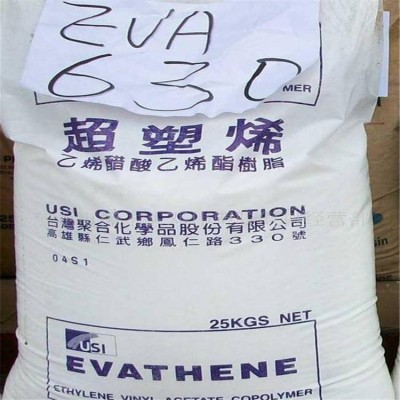 EVA
630
MER
超塑烯
乙烯醋酸乙烯酯樹脂
USI CORPORATION
台灣聚合化學品股份有限公司
高雄縣仁武鄉鳳仁路330號
04S1
25KGS NET
USI
EVATHENE
ETHYLENE VINYL ACETATE COPOLYMER